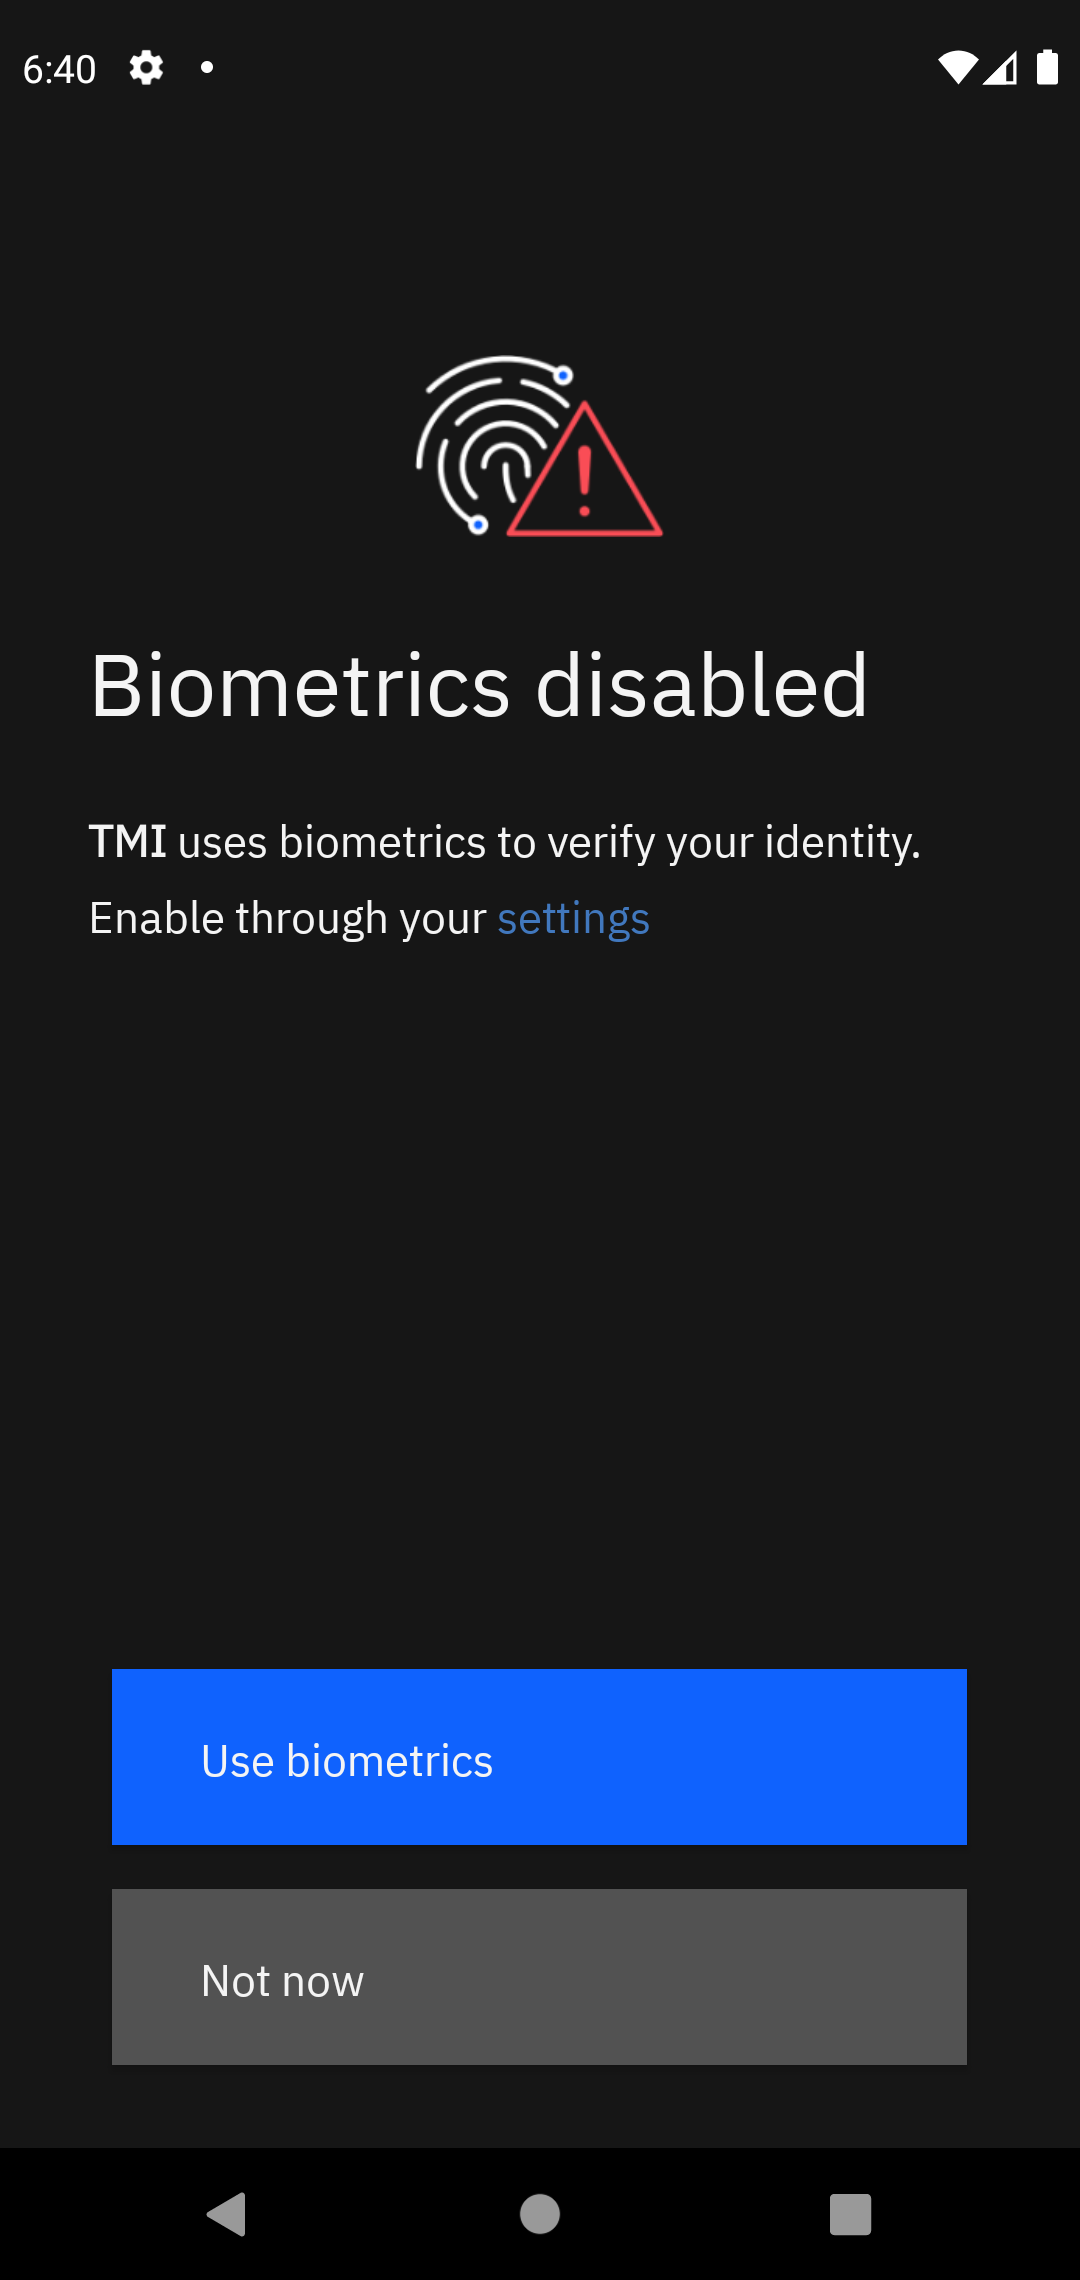 6:40
Biometrics disabled
TMI uses biometrics to verify your identity.
Enable through your settings
Use biometrics
Not now